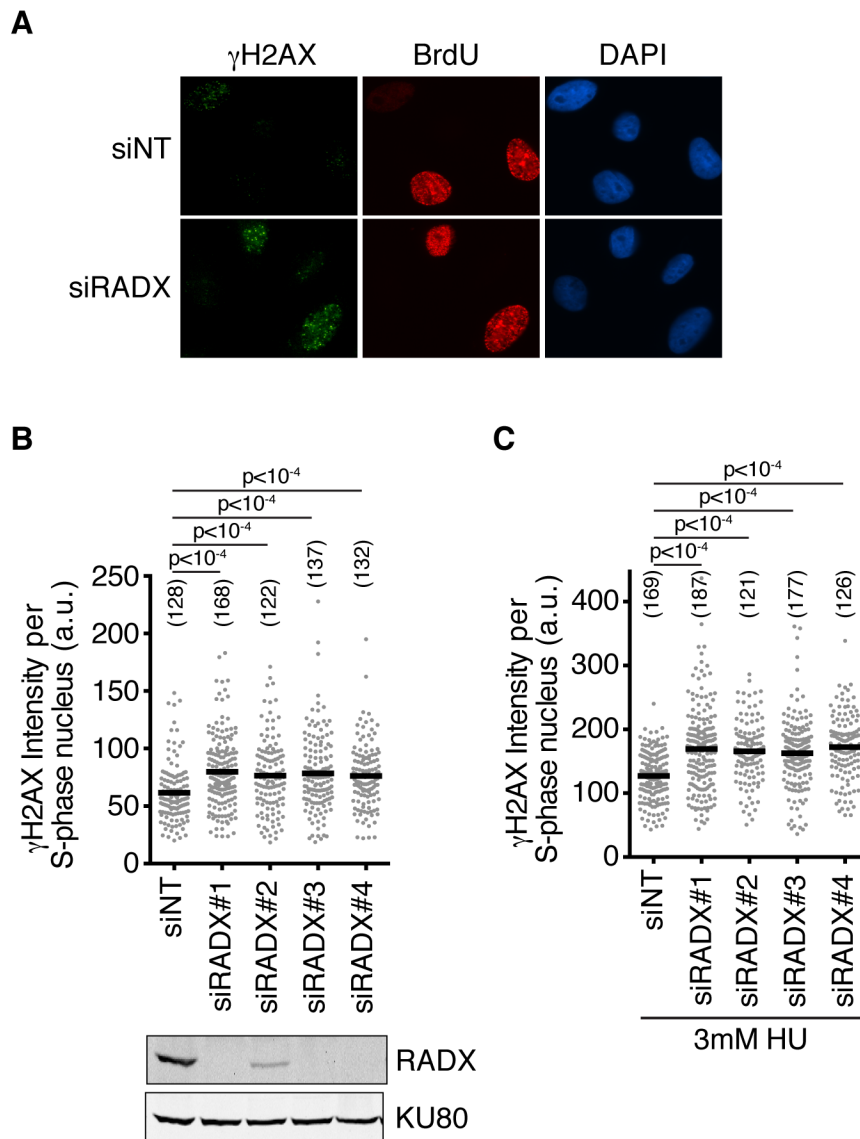 A
γH2AX BrdU DAPI
siNT
siRADX
B
p<10-4
p<10-4
p<10-4
p<10-4
(128) (168) (122) (137) (132)
γH2AX Intensity per
S-phase nucleus (a.u.)
250
200
150
100
50
0
siNT siRADX#1 siRADX#2 siRADX#3 siRADX#4
RADX
KU80
C
p<10-4
p<10-4
p<10-4
p<10-4
(169) (187) (121) (177) (126)
γH2AX Intensity per
S-phase nucleus (a.u.)
400
300
200
100
0
siNT siRADX#1 siRADX#2 siRADX#3 siRADX#4
3mM HU